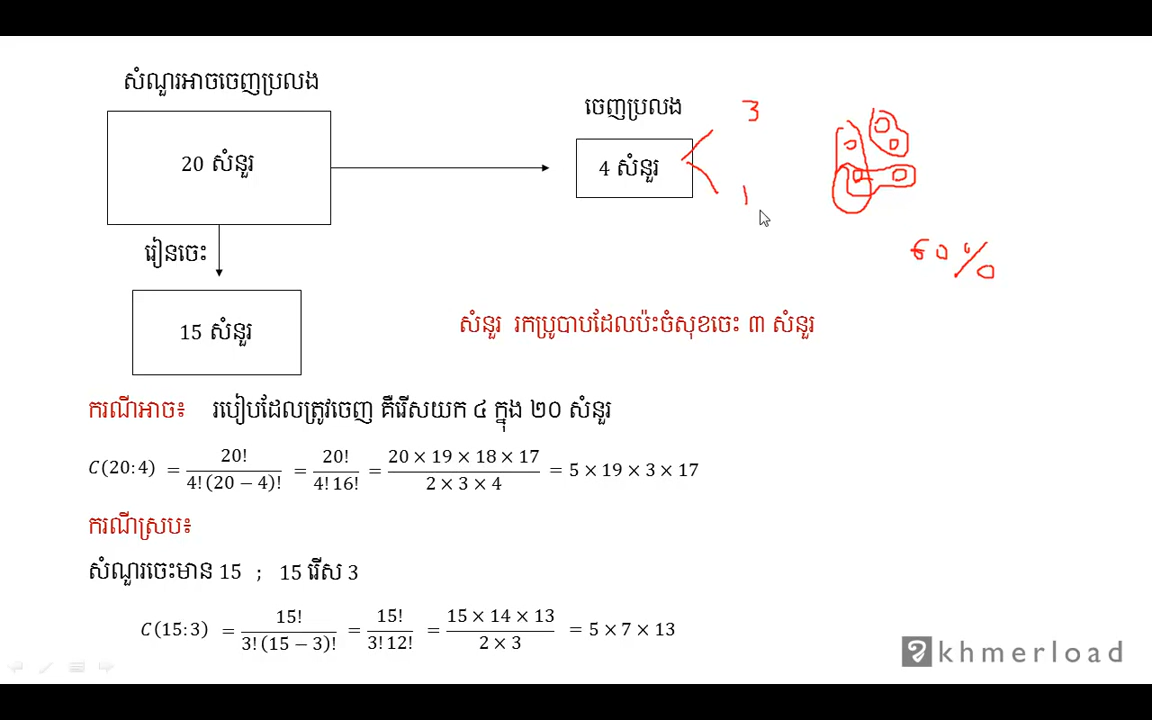 សំណួរអាចចេញប្រលង
ចេញប្រលង
3
20 សំនួរ
4 សំនួរ
1
រៀនចេះ
60%
15 សំនួរ
សំនួរ រកប្រូបាបដែលប៉ះចំសុខចេះ ៣ សំនួរ
ករណីអាច៖ របៀបដែលត្រូវចេញ គឺរើសយក ៤ ក្នុង ២០ សំនួរ
C(20:4) = 20!/4!(20 − 4)! = 20!/4! 16! = 20 × 19 × 18 × 17/2 × 3 × 4 = 5 × 19 × 3 × 17
ករណីស្រប៖
សំណួរចេះមាន 15 ; 15 រើស 3
C(15:3) = 15!/3! (15 − 3)! = 15!/3! 12! = 15 × 14 × 13/2 × 3 = 5 × 7 × 13
khmerload